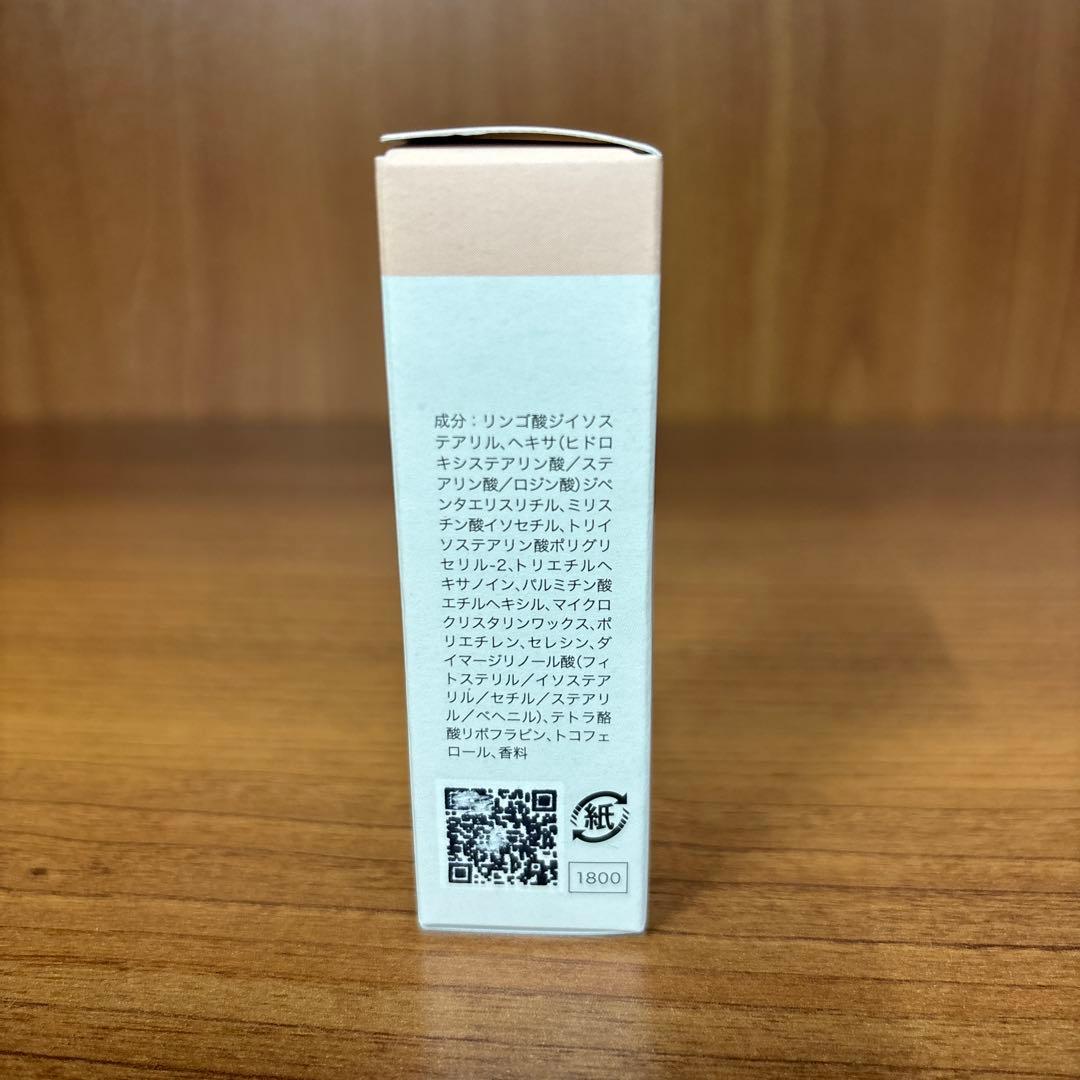 成分：リンゴ酸ジイソス
テアリル、ヘキサ(ヒドロ
キシステアリン酸／ステ
アリン酸／ロジン酸)ジペ
ンタエリスリチル、ミリス
チン酸イソセチル、トリイ
ソステアリン酸ポリグリ
セリル-2、トリエチルヘ
キサノイン、パルミチン酸
エチルヘキシル、マイクロ
クリスタリンワックス、ポ
リエチレン、セレシン、ダ
イマージリノール酸(フィ
トステリル／イソステア
リル／セチル／ステアリ
ル／ベヘニル)、テトラ酪
酸リボフラビン、トコフェ
ロール、香料
紙
1800